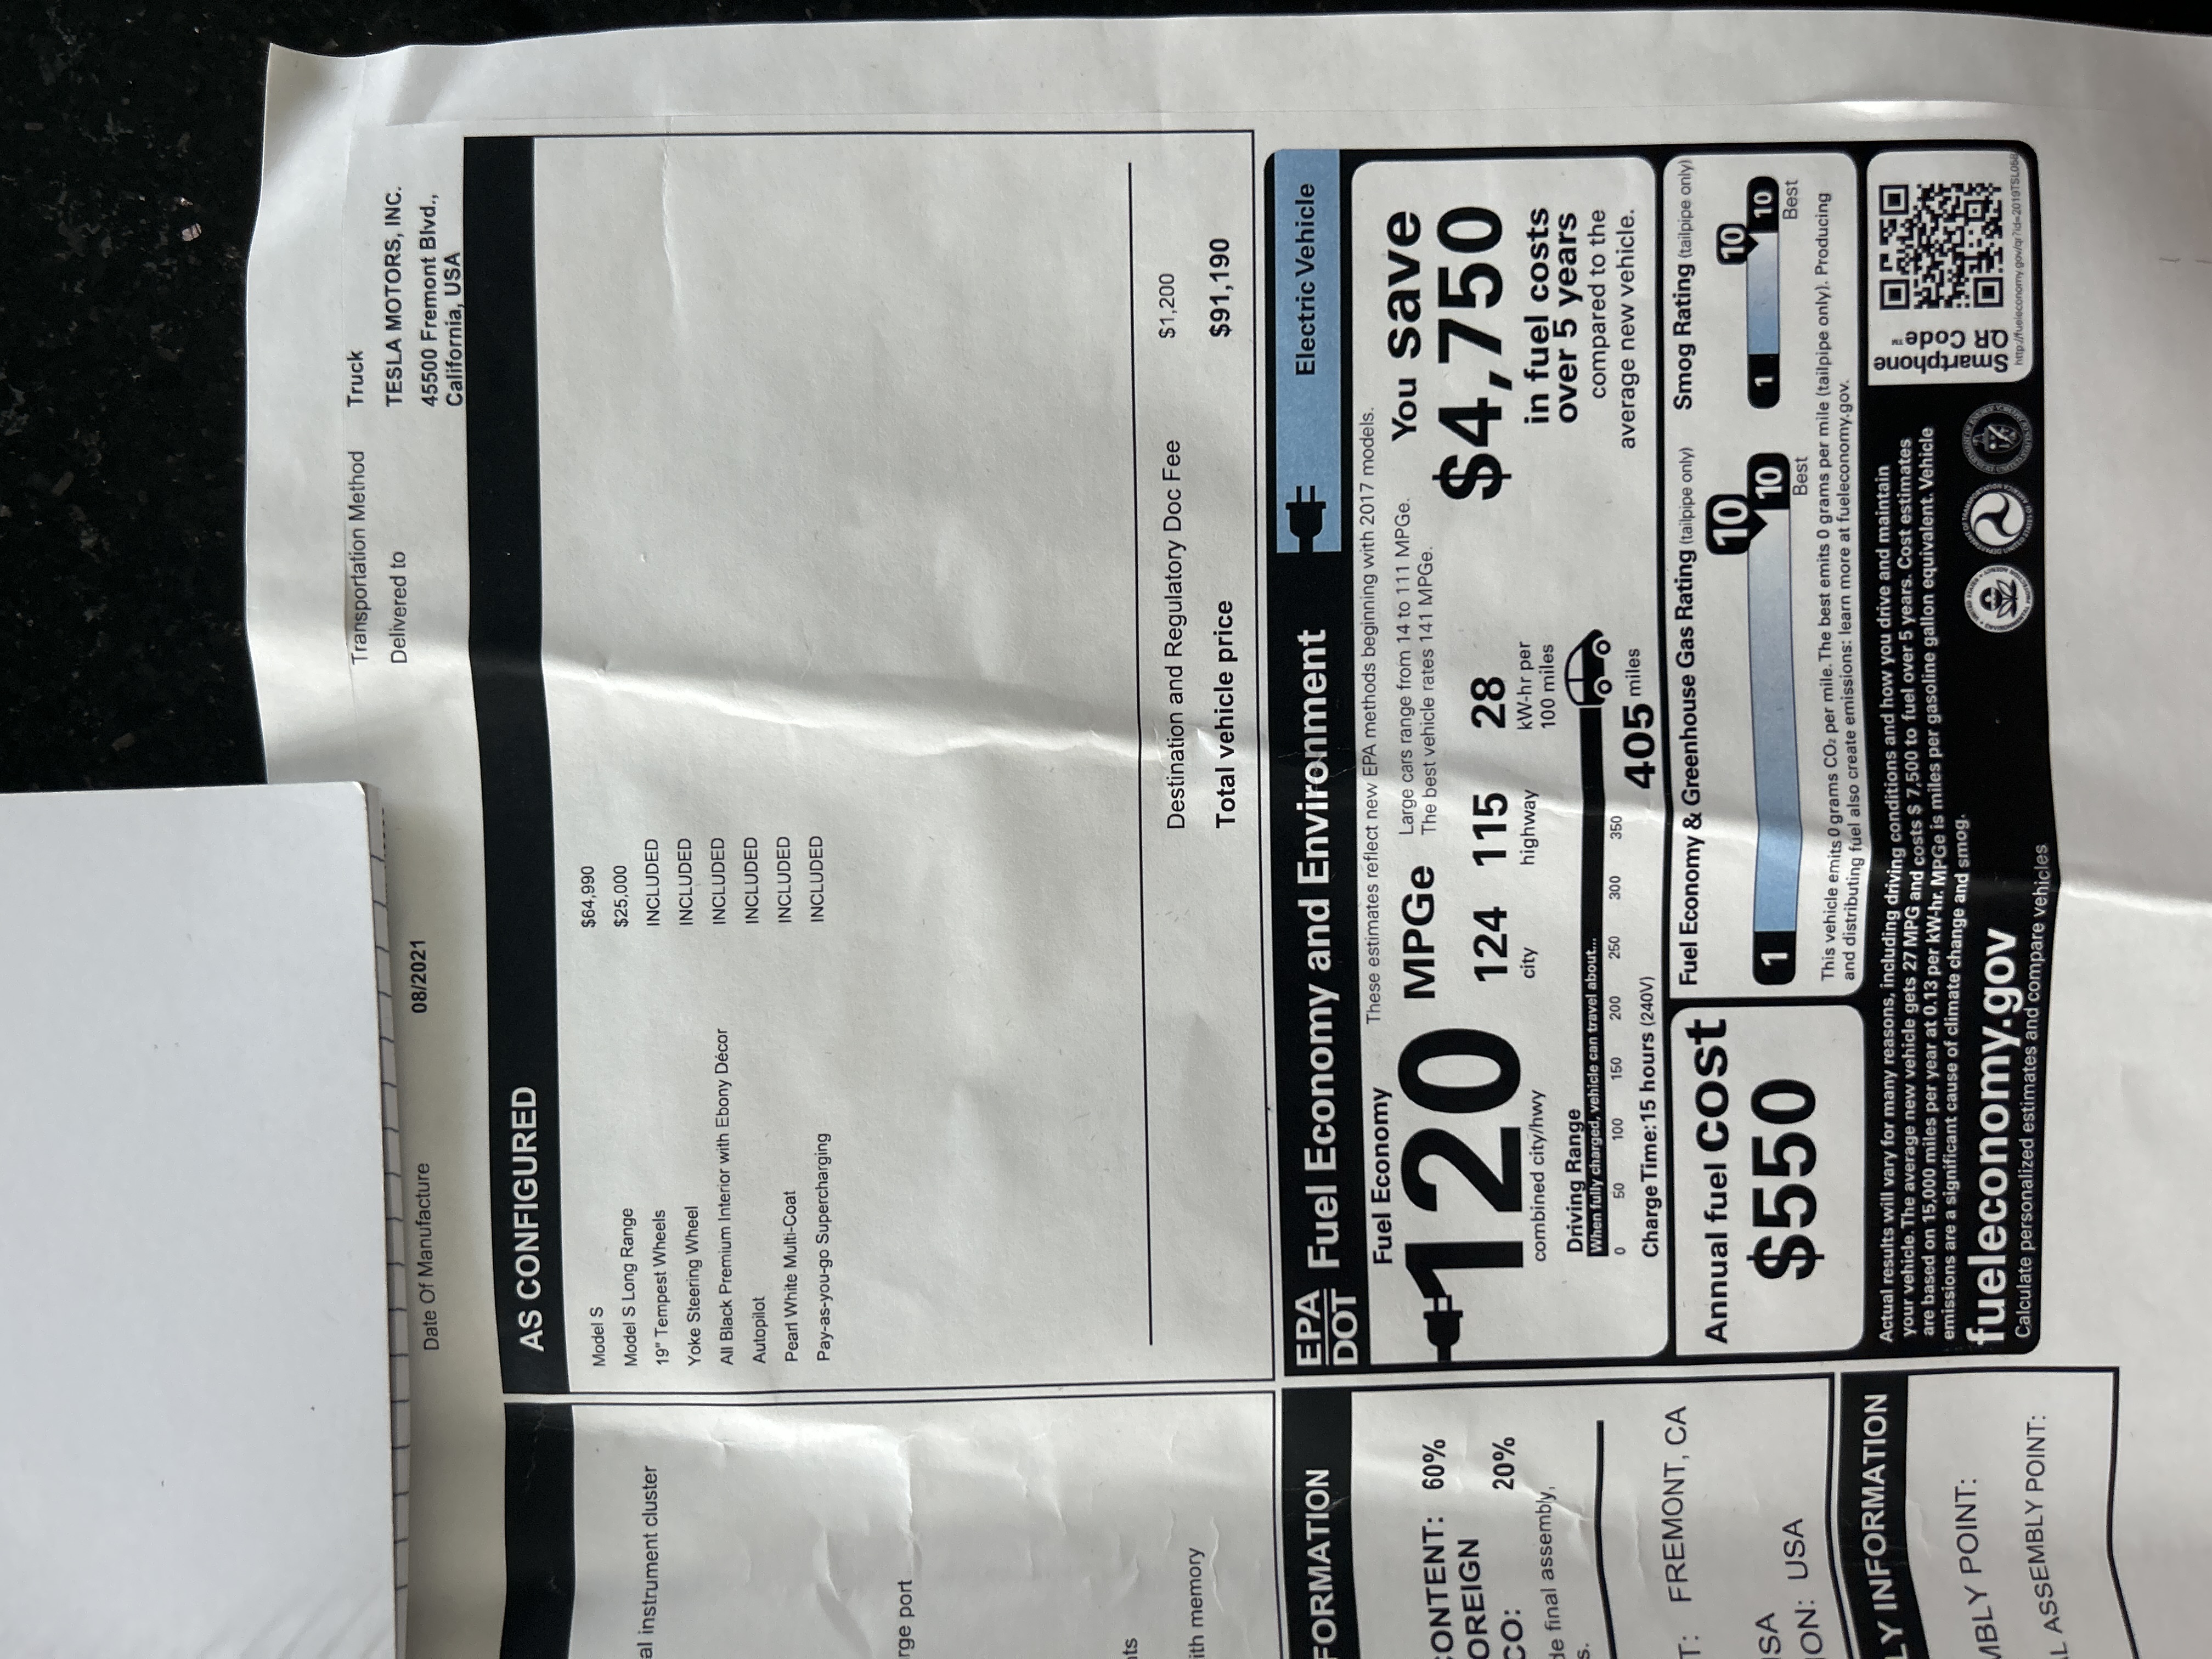 Date Of Manufacture 08/2021
Transportation Method Truck
Delivered to TESLA MOTORS, INC.
45500 Fremont Blvd.,
California, USA
AS CONFIGURED
Model S $64,990
Model S Long Range $25,000
19" Tempest Wheels INCLUDED
Yoke Steering Wheel INCLUDED
All Black Premium Interior with Ebony Décor INCLUDED
Autopilot INCLUDED
Pearl White Multi-Coat INCLUDED
Pay-as-you-go Supercharging INCLUDED
Destination and Regulatory Doc Fee $1,200
Total vehicle price $91,190
al instrument cluster
rge port
ith memory
EPA
DOT
Fuel Economy and Environment
Electric Vehicle
Fuel Economy
These estimates reflect new EPA methods beginning with 2017 models.
120 MPGe
Large cars range from 14 to 111 MPGe.
The best vehicle rates 141 MPGe.
124 115 28
combined city/hwy city highway kW-hr per
100 miles
You save
$4,750
in fuel costs
over 5 years
compared to the
average new vehicle.
Driving Range
When fully charged, vehicle can travel about...
0 50 100 150 200 250 300 350 405 miles
Charge Time: 15 hours (240V)
Annual fuel cost
$550
Fuel Economy & Greenhouse Gas Rating (tailpipe only)
1 10 10
Best
Smog Rating (tailpipe only)
1 10 10
Best
This vehicle emits 0 grams CO₂ per mile. The best emits 0 grams per mile (tailpipe only). Producing
and distributing fuel also create emissions: learn more at fueleconomy.gov.
Actual results will vary for many reasons, including driving conditions and how you drive and maintain
your vehicle. The average new vehicle gets 27 MPG and costs $ 7,500 to fuel over 5 years. Cost estimates
are based on 15,000 miles per year at 0.13 per kW-hr. MPGe is miles per gasoline gallon equivalent. Vehicle
emissions are a significant cause of climate change and smog.
fueleconomy.gov
Calculate personalized estimates and compare vehicles
Smartphone
QR Code™
FORMATION
CONTENT: 60%
OREIGN
CO: 20%
de final assembly,
s.
T: FREMONT, CA
SA
ON: USA
LY INFORMATION
MBLY POINT:
L ASSEMBLY POINT: